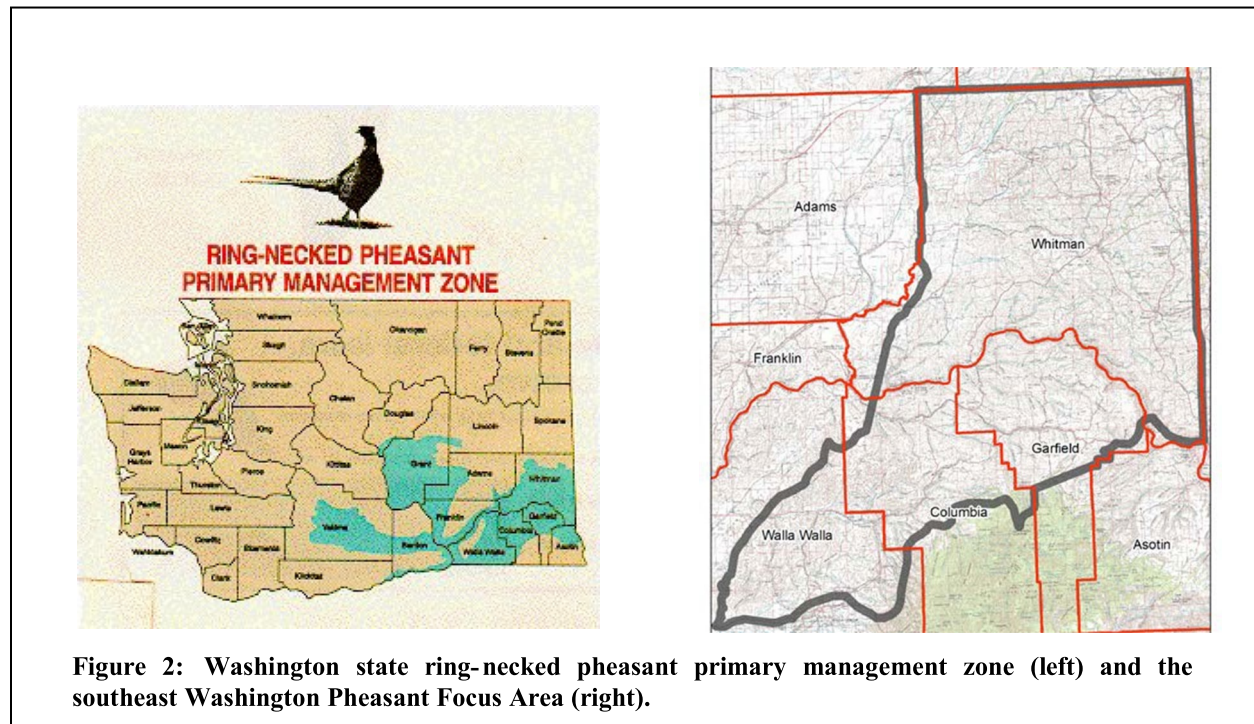 RING-NECKED PHEASANT
PRIMARY MANAGEMENT ZONE
Whatcom
Okanogan
Ferry
Stevens
Pend
Oreille
Skagit
Clallam
Snohomish
Chelan
Douglas
Jefferson
King
Lincoln
Spokane
Grays
Harbor
Mason
Kittitas
Grant
Adams
Whitman
Pierce
Thurston
Pacific
Lewis
Yakima
Franklin
Garfield
Columbia
Benton
Walla Walla
Asotin
Wahkiakum
Cowlitz
Skamania
Clark
Klickitat
Adams
Whitman
Franklin
Garfield
Columbia
Walla Walla
Asotin
Figure 2: Washington state ring-necked pheasant primary management zone (left) and the
southeast Washington Pheasant Focus Area (right).